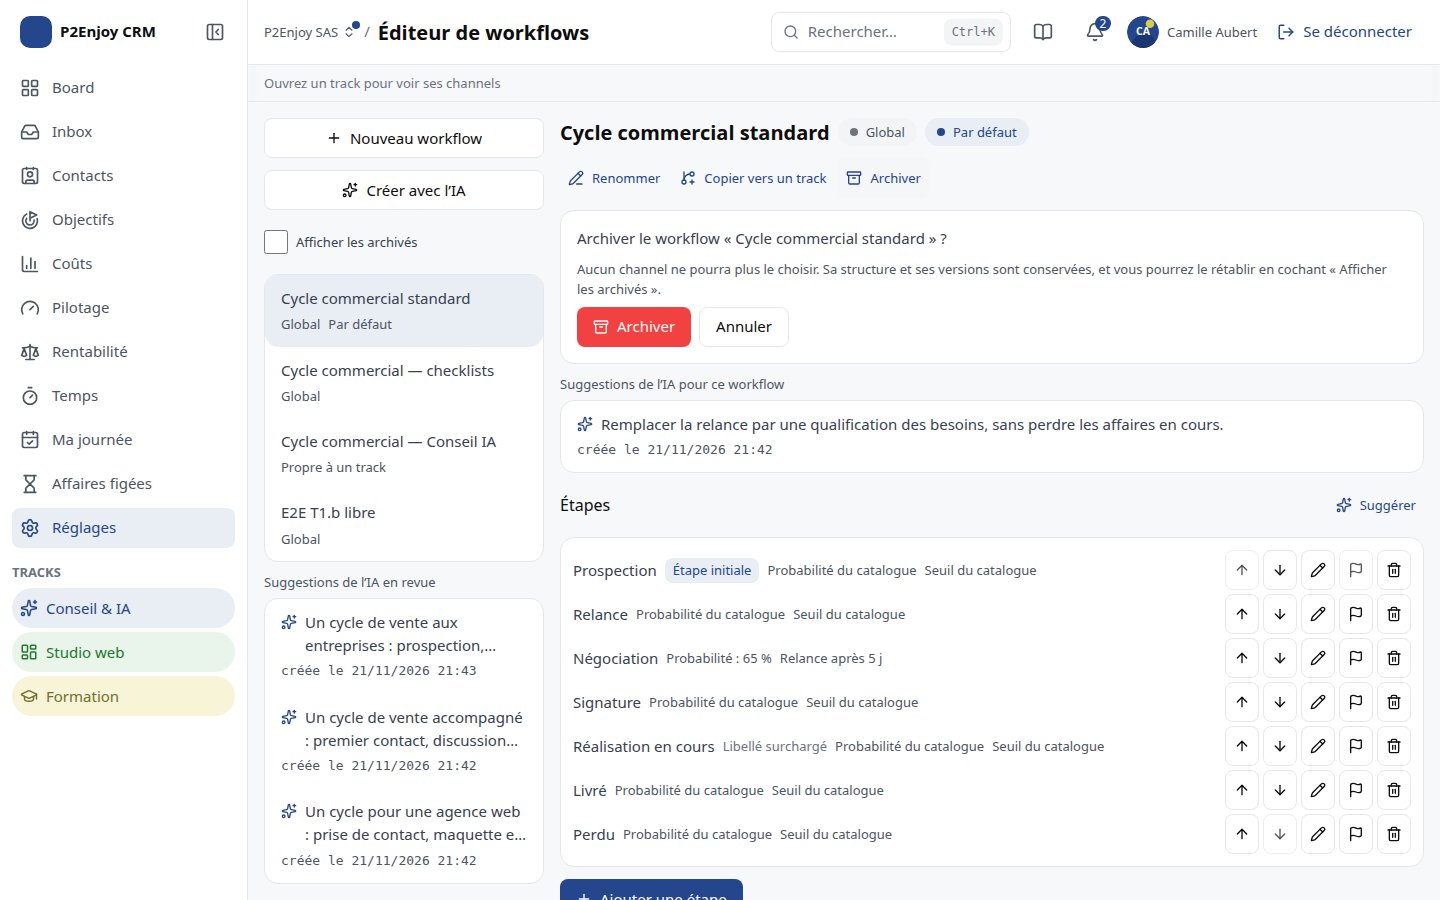 P2Enjoy CRM
Board
Inbox
Contacts
Objectifs
Coûts
Pilotage
Rentabilité
Temps
Ma journée
Affaires figées
Réglages
TRACKS
Conseil & IA
Studio web
Formation
P2Enjoy SAS / Éditeur de workflows
Rechercher... Ctrl+K
2
CA Camille Aubert
Se déconnecter
Ouvrez un track pour voir ses channels
Nouveau workflow
Créer avec l'IA
Afficher les archivés
Cycle commercial standard
Global Par défaut
Cycle commercial — checklists
Global
Cycle commercial — Conseil IA
Propre à un track
E2E T1.b libre
Global
Suggestions de l'IA en revue
Un cycle de vente aux
entreprises : prospection,...
créée le 21/11/2026 21:43
Un cycle de vente accompagné
: premier contact, discussion...
créée le 21/11/2026 21:42
Un cycle pour une agence web
: prise de contact, maquette e...
créée le 21/11/2026 21:42
Cycle commercial standard Global Par défaut
Renommer Copier vers un track Archiver
Archiver le workflow « Cycle commercial standard » ?
Aucun channel ne pourra plus le choisir. Sa structure et ses versions sont conservées, et vous pourrez le rétablir en cochant « Afficher
les archivés ».
Archiver Annuler
Suggestions de l'IA pour ce workflow
Remplacer la relance par une qualification des besoins, sans perdre les affaires en cours.
créée le 21/11/2026 21:42
Étapes Suggérer
Prospection Étape initiale Probabilité du catalogue Seuil du catalogue
Relance Probabilité du catalogue Seuil du catalogue
Négociation Probabilité : 65 % Relance après 5 j
Signature Probabilité du catalogue Seuil du catalogue
Réalisation en cours Libellé surchargé Probabilité du catalogue Seuil du catalogue
Livré Probabilité du catalogue Seuil du catalogue
Perdu Probabilité du catalogue Seuil du catalogue
Ajouter une étape